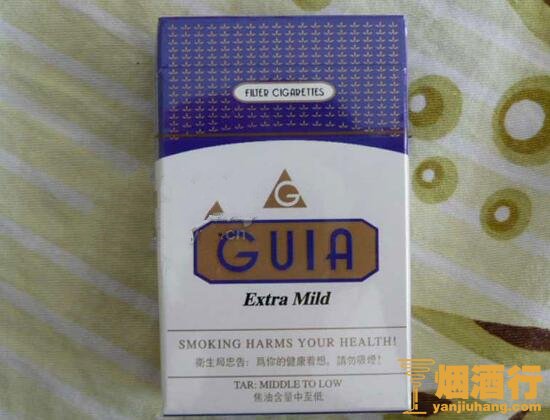 FILTER CIGARETTES
G
.cn
GUIA
Extra Mild
SMOKING HARMS YOUR HEALTH!
衛生局忠告：爲你的健康着想，請勿吸煙！
TAR: MIDDLE TO LOW
焦油含量中至低
烟酒行
yanjiuhang.com